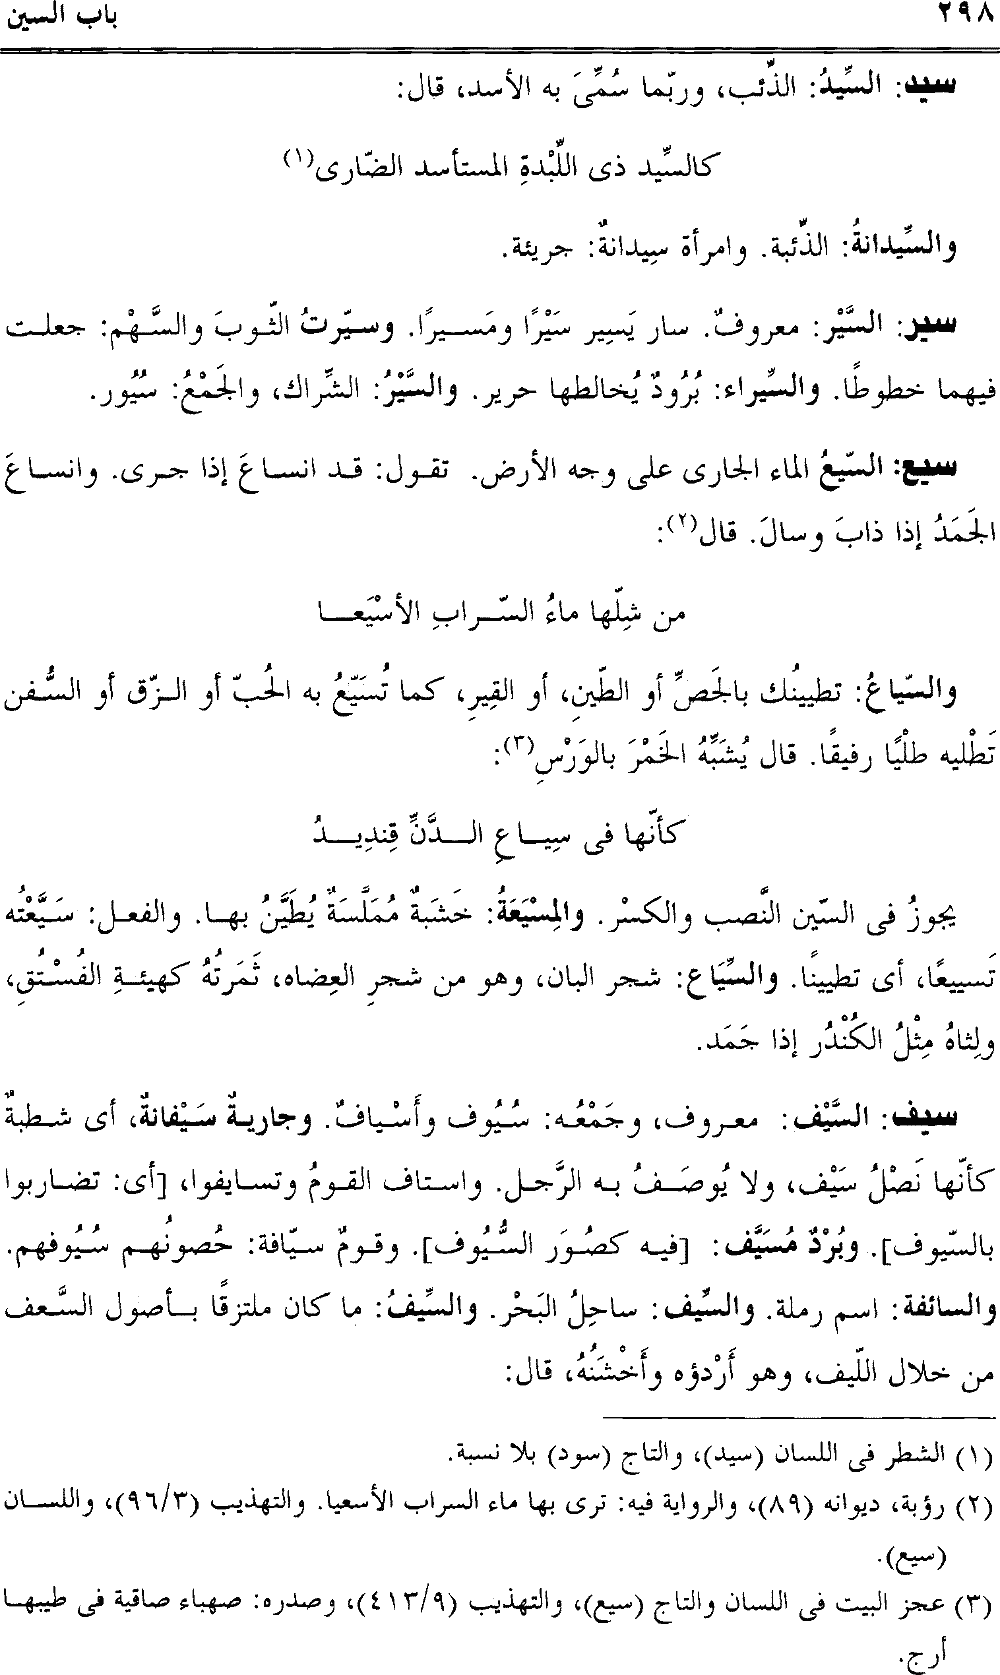 ٢٩٨ باب السين
سيد: السِّيدُ: الذّئب، وربّما سُمِّىَ به الأسد، قال:
كالسِّيد ذى اللِّبْدةِ المستأسد الضّارى(١)
والسِّيدانةُ: الذّئبة. وامرأة سِيدانةٌ: جريئة.
سير: السَّيْر: معروفٌ. سار يَسِير سَيْرًا ومَسيرًا. وسيّرتُ الثّوبَ والسَّهْم: جعلت
فيهما خطوطًا. والسِّيراء: بُرُودٌ يُخالطها حرير. والسَّيْرُ: الشِّراك، والجَمْعُ: سُيُور.
سيع: السّيعُ الماء الجارى على وجه الأرض. تقول: قد انساعَ إذا جرى. وانساعَ
الجَمَدُ إذا ذابَ وسالَ. قال(٢):
من شِلّها ماءُ السّرابِ الأسْيَعا
والسّياعُ: تطيينُك بالجَصِّ أو الطّينِ، أو القِيرِ، كما تُسَيّعُ به الحُبّ أو الزّق أو السُّفن
تَطْليه طلْيًا رفيقًا. قال يُشَبِّهُ الخَمْرَ بالوَرْسِ(٣):
كأنّها فى سِياعِ الدَّنِّ قِنديدُ
يجوزُ فى السّين النَّصب والكسْر. والمِسْيَعَةُ: خَشَبةٌ مُمَلَّسَةٌ يُطَيَّنُ بها. والفعل: سَيَّعْتُه
تَسييعًا، أى تطيينًا. والسِّيَاع: شجر البان، وهو من شجرِ العِضاه، ثَمَرتُهُ كهيئةِ الفُسْتُقِ،
ولِثاهُ مِثْلُ الكُنْدُر إذا جَمَد.
سيف: السَّيْف: معروف، وجَمْعُه: سُيُوف وأَسْيافٌ. وجاريةٌ سَيْفانةٌ، أى شطبةٌ
كأنّها نَصْلُ سَيْف، ولا يُوصَفُ به الرَّجل. واستاف القومُ وتسايفوا، [أى: تضاربوا
بالسّيوف]. وبُرْدٌ مُسَيَّف: [فيه كصُوَر السُّيُوف]. وقومٌ سيّافة: حُصونُهم سُيُوفهم.
والسائفة: اسم رملة. والسِّيف: ساحِلُ البَحْر. والسِّيفُ: ما كان ملتزقًا بأصول السَّعف
من خلال اللّيف، وهو أَرْدؤه وأَخْشَنُهُ، قال:
(١) الشطر فى اللسان (سيد)، والتاج (سود) بلا نسبة.
(٢) رؤبة، ديوانه (٨٩)، والرواية فيه: ترى بها ماء السراب الأسعيا. والتهذيب (٩٦/٣)، واللسان
(سيع).
(٣) عجز البيت فى اللسان والتاج (سيع)، والتهذيب (٤١٣/٩)، وصدره: صهباء صاقية فى طيبها
أرج.